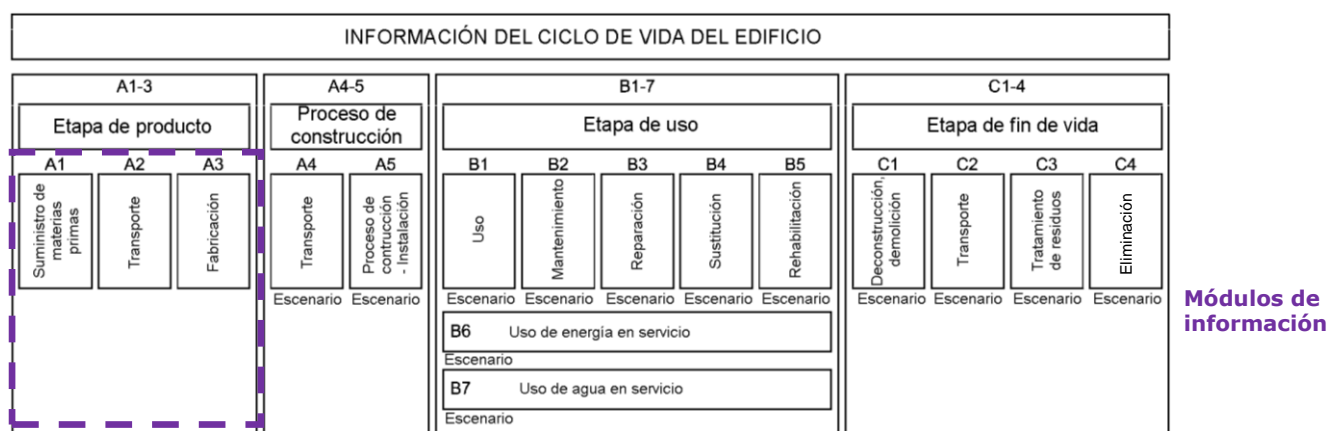 INFORMACIÓN DEL CICLO DE VIDA DEL EDIFICIO
A1-3
Etapa de producto
A1
A2
A3
Suministro de
materias
primas
Transporte
Fabricación
A4-5
Proceso de
construcción
A4
A5
Transporte
Proceso de
contrucción
- Instalación
Escenario
Escenario
B1-7
Etapa de uso
B1
B2
B3
B4
B5
Uso
Mantenimiento
Reparación
Sustitución
Rehabilitación
Escenario
Escenario
Escenario
Escenario
Escenario
B6 Uso de energía en servicio
Escenario
B7 Uso de agua en servicio
Escenario
C1-4
Etapa de fin de vida
C1
C2
C3
C4
Deconstrucción,
demolición
Transporte
Tratamiento
de residuos
Eliminación
Escenario
Escenario
Escenario
Escenario
Módulos de
información